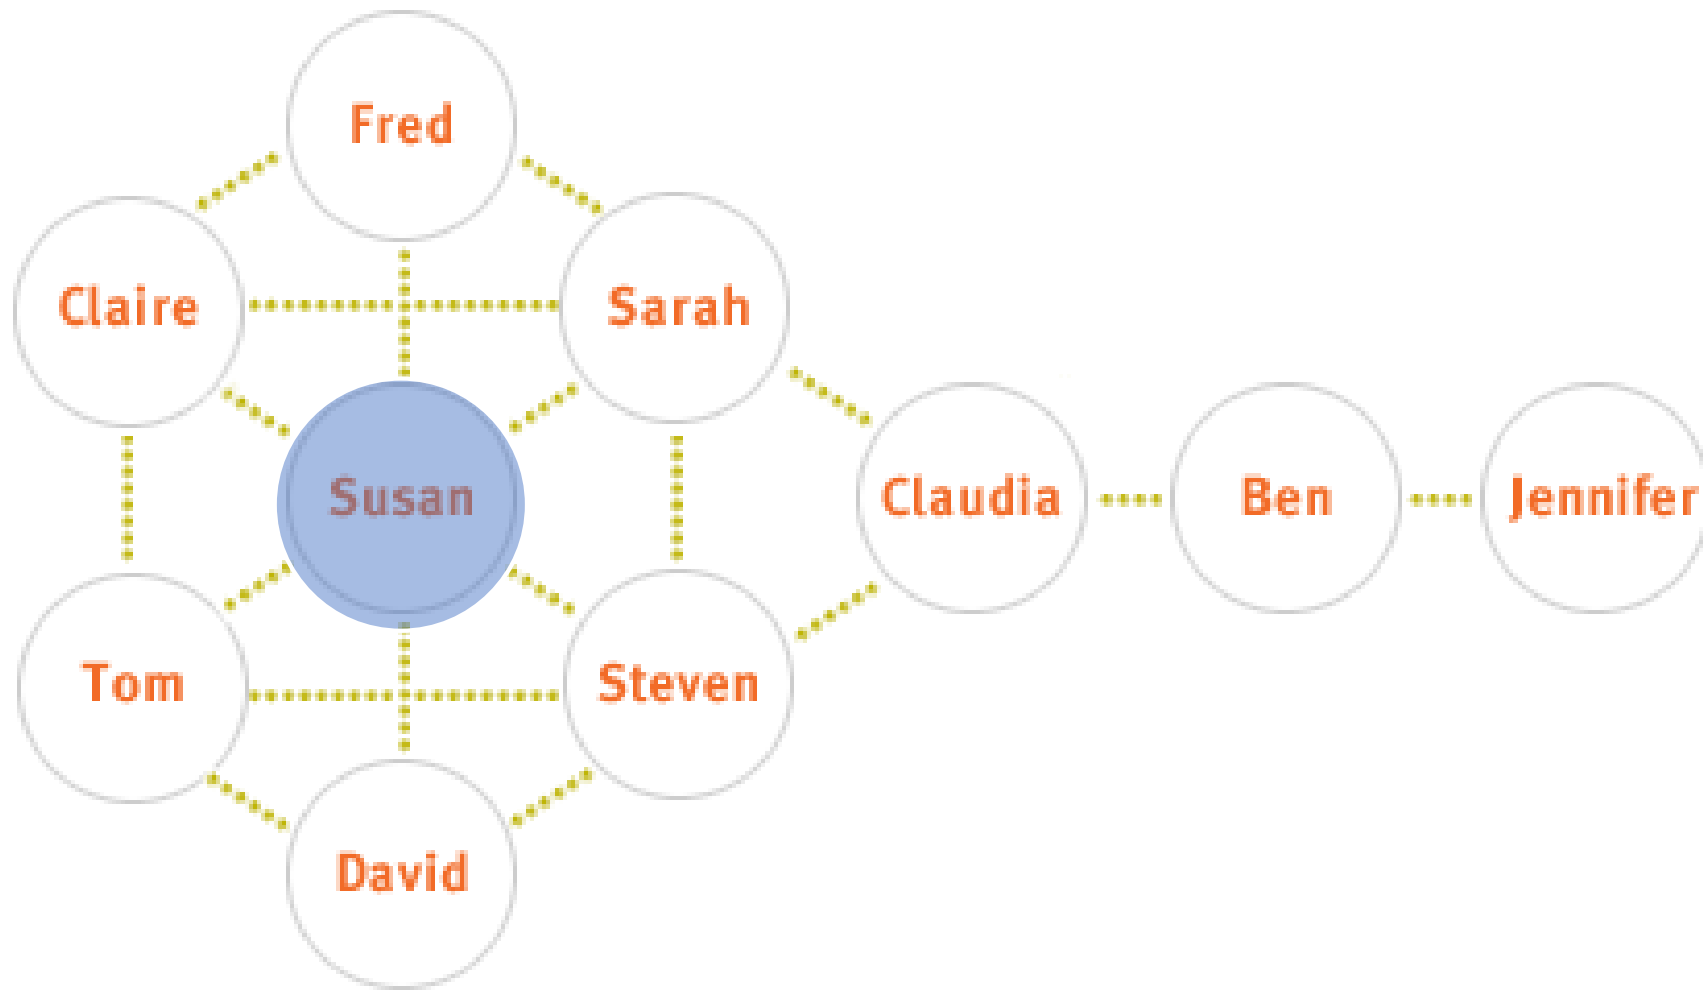 Fred
Claire
Sarah
Susan
Claudia
Ben
Jennifer
Tom
Steven
David